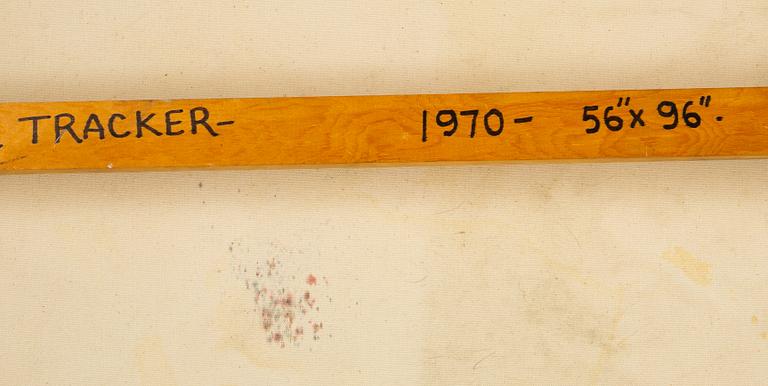 TRACKER- 1970- 56"x 96".